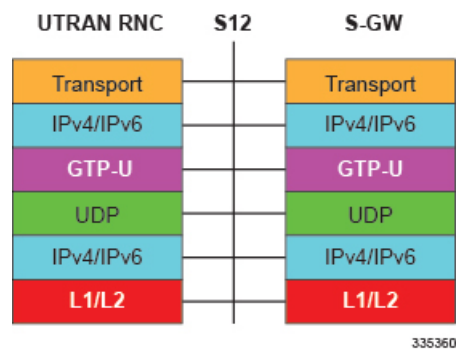 UTRAN RNC S12 S-GW
Transport Transport
IPv4/IPv6 IPv4/IPv6
GTP-U GTP-U
UDP UDP
IPv4/IPv6 IPv4/IPv6
L1/L2 L1/L2
335360